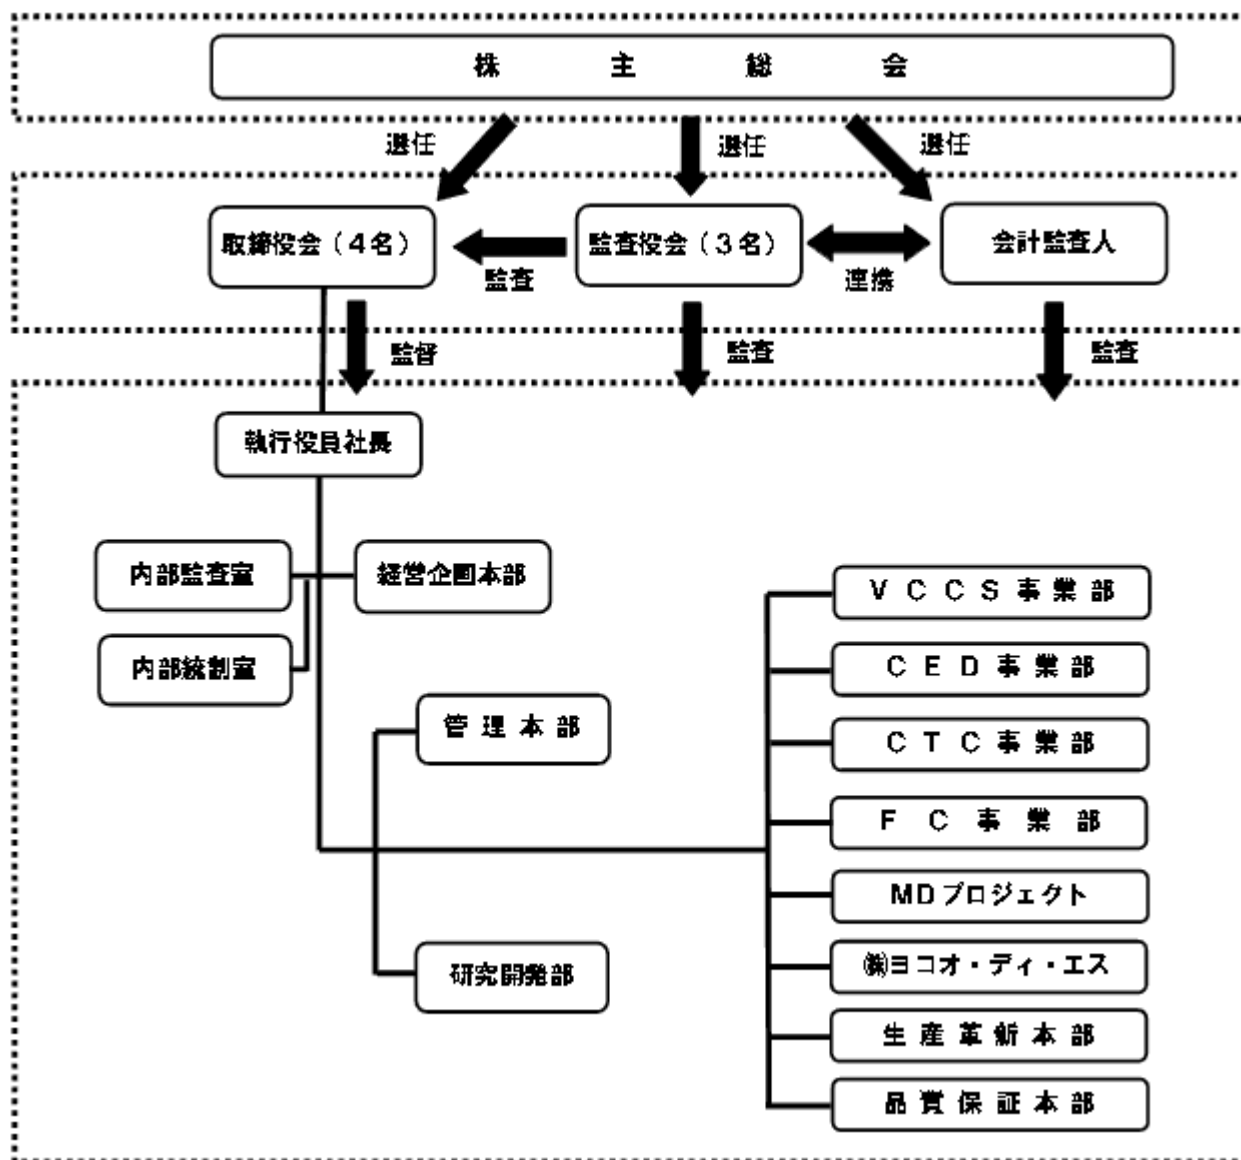 株主総会
選任
選任
選任
取締役会（４名）
監査役会（３名）
会計監査人
監査
連携
監督
監査
監査
執行役員社長
内部監査室
経営企画本部
内部統制室
管理本部
研究開発部
ＶＣＣＳ事業部
ＣＥＤ事業部
ＣＴＣ事業部
ＦＣ事業部
ＭＤプロジェクト
㈱ヨコオ・ディ・エス
生産革新本部
品質保証本部